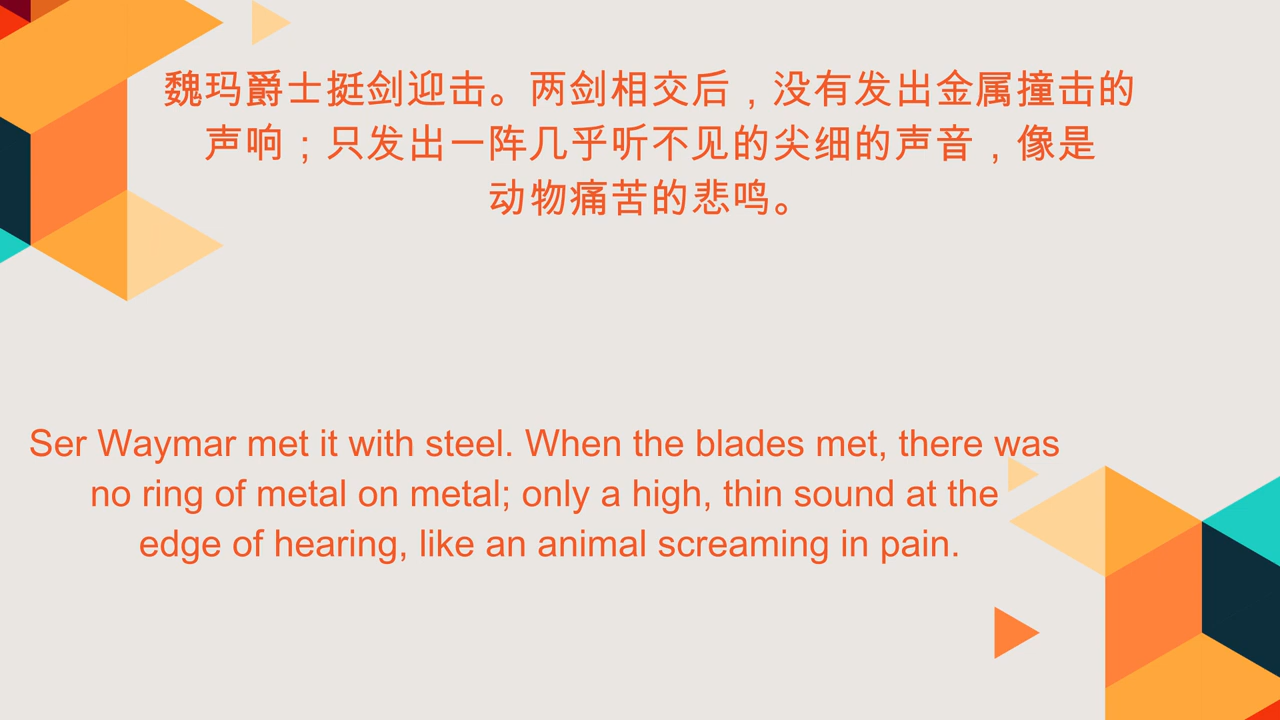 魏玛爵士挺剑迎击。两剑相交后，没有发出金属撞击的
声响；只发出一阵几乎听不见的尖细的声音，像是
动物痛苦的悲鸣。
Ser Waymar met it with steel. When the blades met, there was
no ring of metal on metal; only a high, thin sound at the
edge of hearing, like an animal screaming in pain.